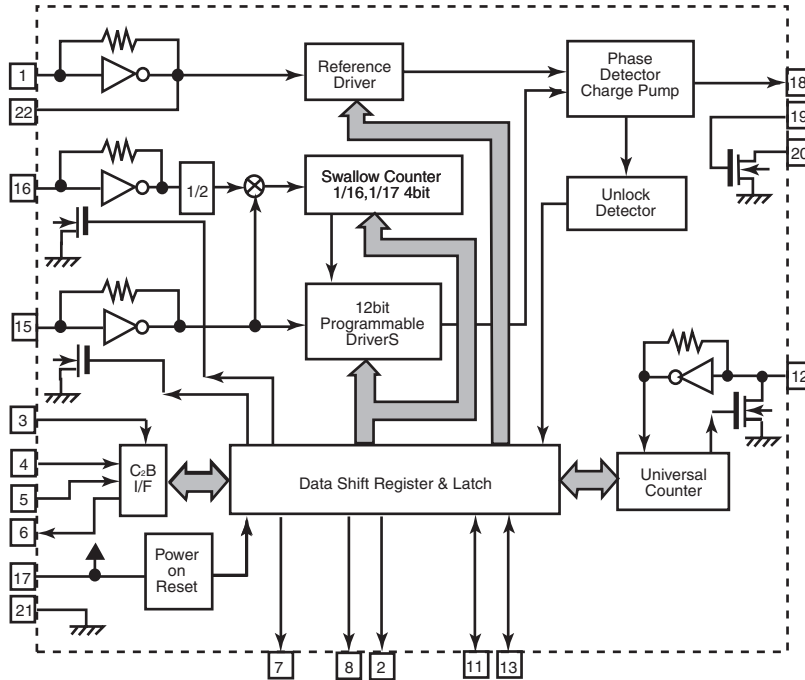 1
22
Reference
Driver
Phase
Detector
Charge Pump
18
19
20
16
1/2
Swallow Counter
1/16,1/17 4bit
Unlock
Detector
15
12bit
Programmable
DriverS
12
3
4
5
6
C2B
I/F
Data Shift Register & Latch
Universal
Counter
17
Power
on
Reset
21
7
8
2
11
13